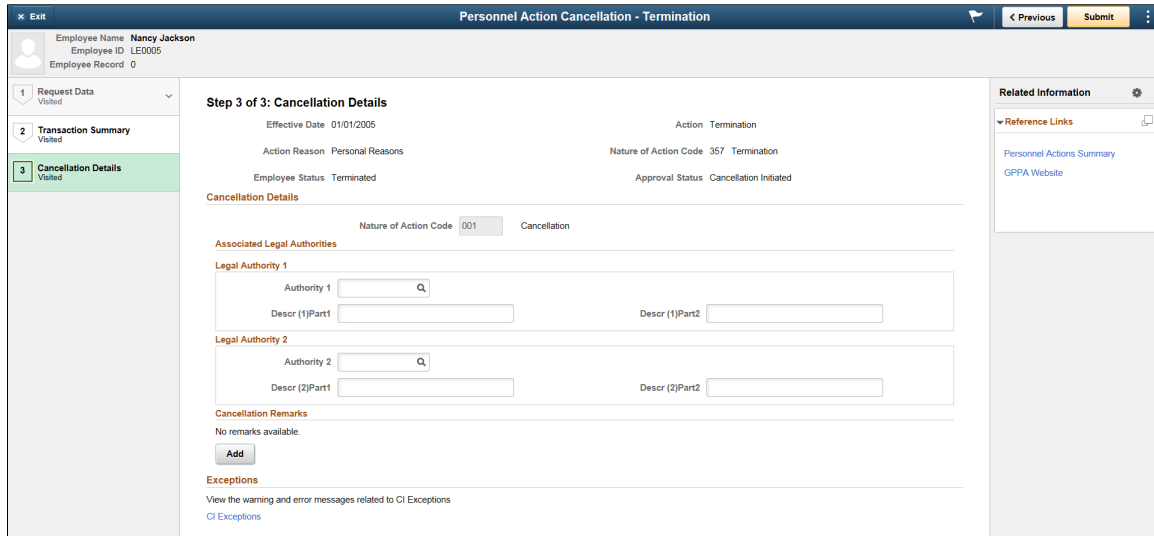 × Exit
Personnel Action Cancellation - Termination
Previous
Submit
Employee Name Nancy Jackson
Employee ID LE0005
Employee Record 0
1 Request Data
Visited
2 Transaction Summary
Visited
3 Cancellation Details
Visited
Step 3 of 3: Cancellation Details
Effective Date 01/01/2005
Action Termination
Action Reason Personal Reasons
Nature of Action Code 357 Termination
Employee Status Terminated
Approval Status Cancellation Initiated
Cancellation Details
Nature of Action Code 001 Cancellation
Associated Legal Authorities
Legal Authority 1
Authority 1
Descr (1)Part1
Descr (1)Part2
Legal Authority 2
Authority 2
Descr (2)Part1
Descr (2)Part2
Cancellation Remarks
No remarks available.
Add
Exceptions
View the warning and error messages related to CI Exceptions
CI Exceptions
Related Information
Reference Links
Personnel Actions Summary
GPPA Website